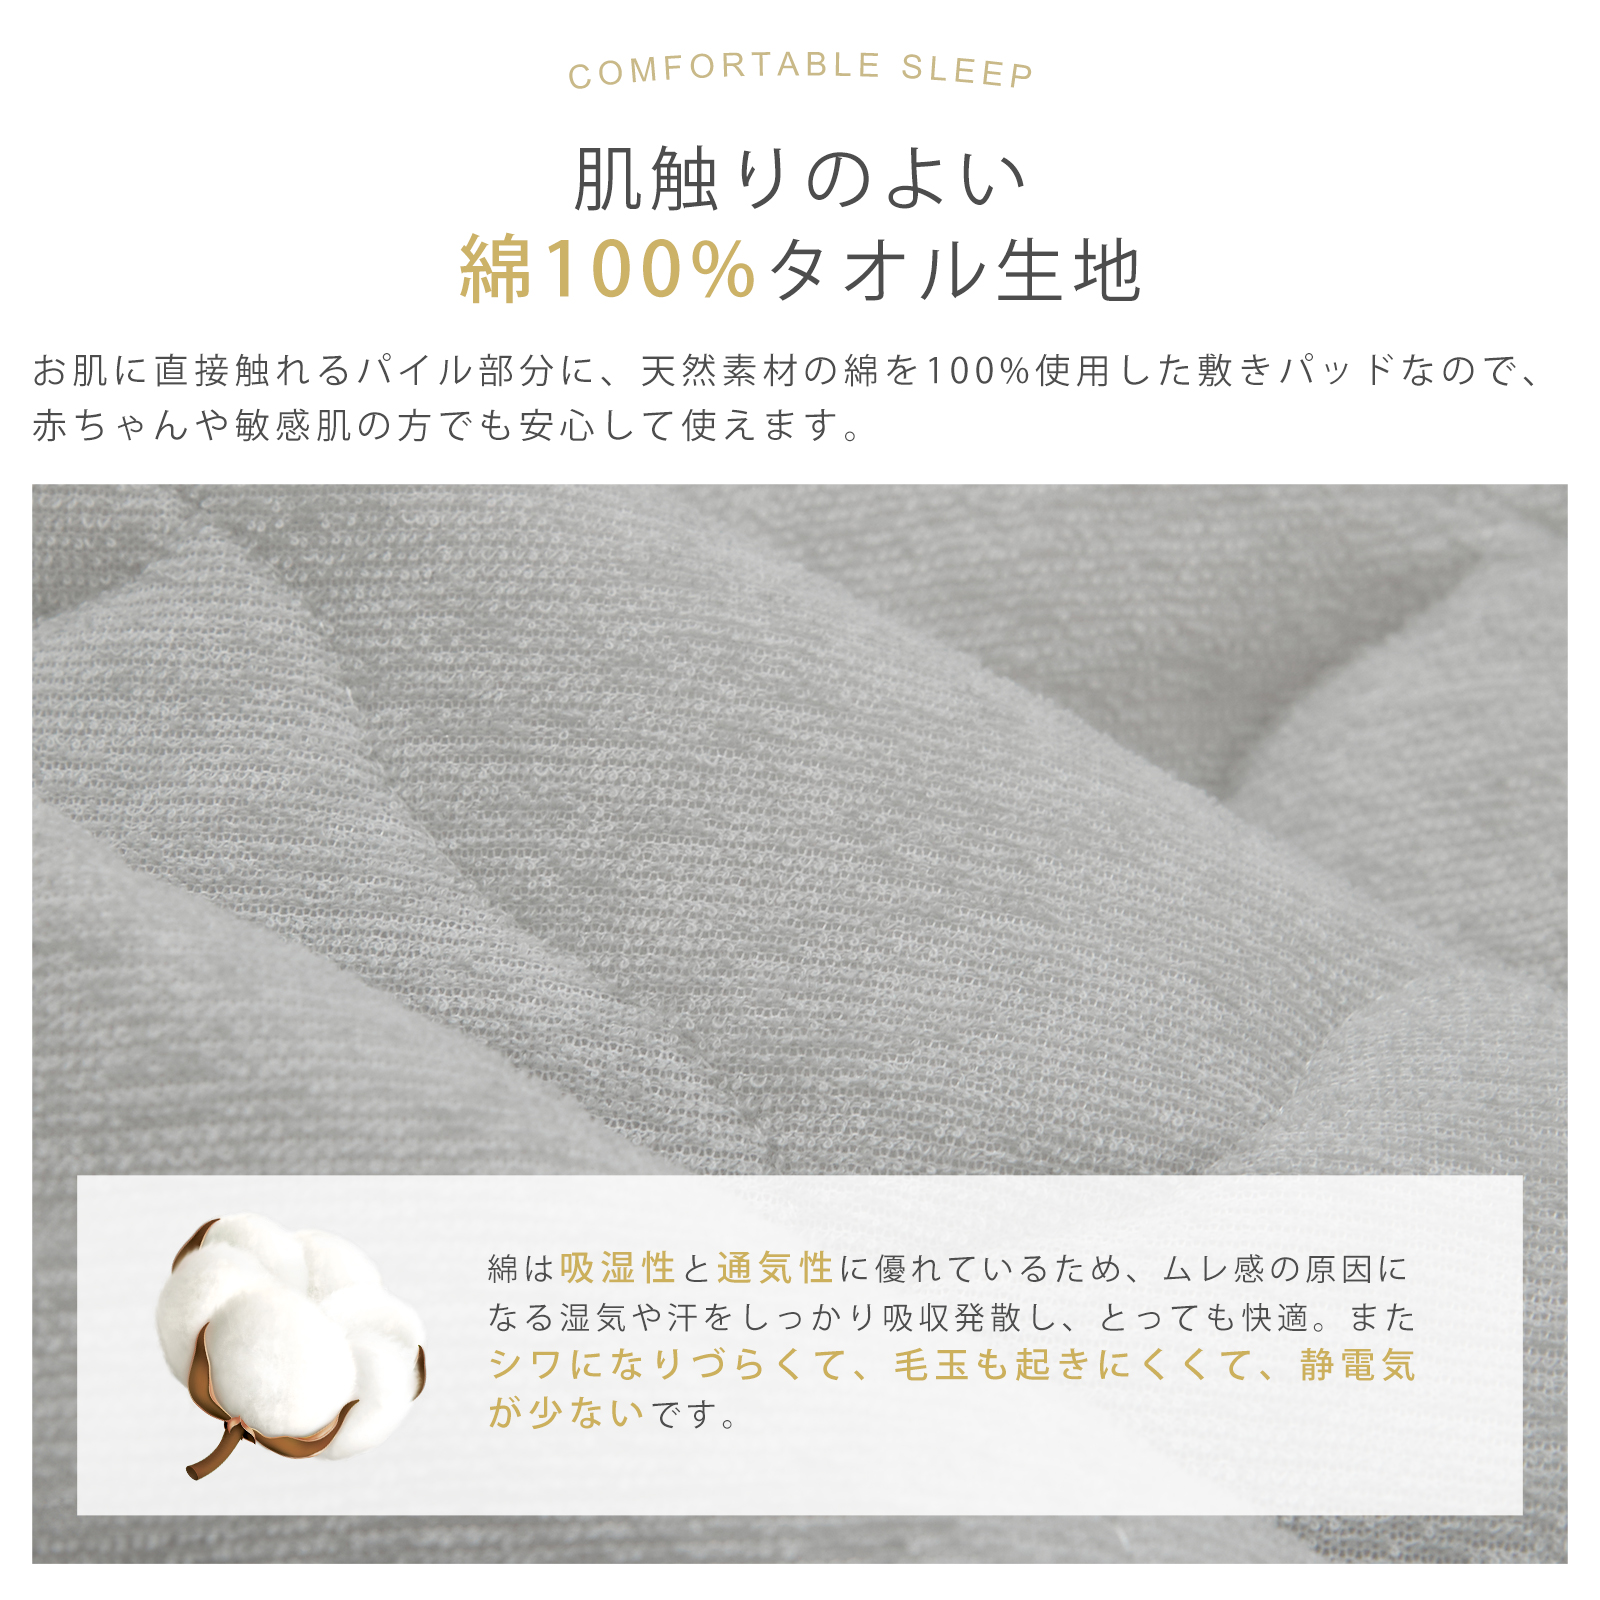 COMFORTABLE SLEEP
肌触りのよい
綿100%タオル生地
お肌に直接触れるパイル部分に、天然素材の綿を100%使用した敷きパッドなので、
赤ちゃんや敏感肌の方でも安心して使えます。
綿は吸湿性と通気性に優れているため、ムレ感の原因に
なる湿気や汗をしっかり吸収発散し、とっても快適。また
シワになりづらくて、毛玉も起きにくくて、静電気
が少ないです。